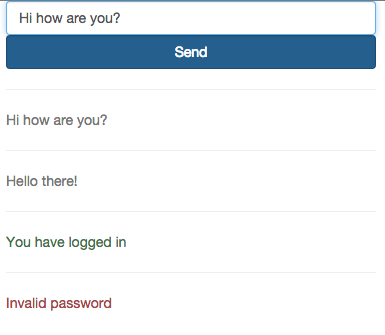 Hi how are you?
Send
Hi how are you?
Hello there!
You have logged in
Invalid password